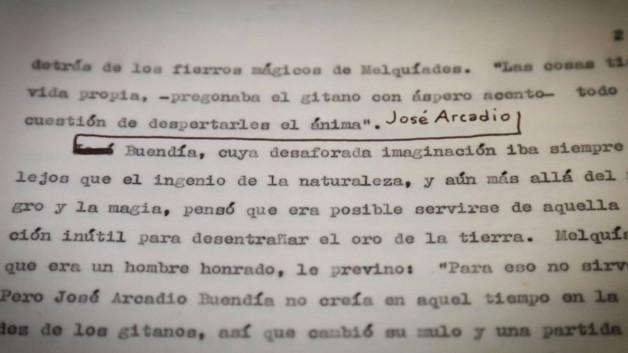 2
detrás de los fierros mágicos de Melquíades. "Las cosas
vida propia, -pregonaba el gitano con áspero acento- todo
cuestión de despertarles el ánima". José Arcadio
Buendía, cuya desaforada imaginación iba siempre
lejos que el ingenio de la naturaleza, y aún más allá del
gro y la magia, pensó que era posible servirse de aquella
ción inútil para desentrañar el oro de la tierra. Melquía
que era un hombre honrado, le previno: "Para eso no sirv
Pero José Arcadio Buendía no creía en aquel tiempo en la
des de los gitanos, así que cambió su mulo y una partida